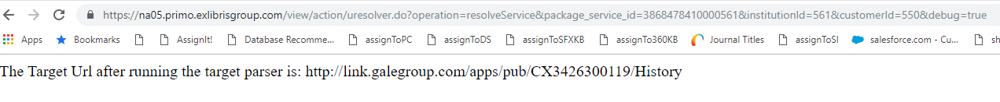 https://na05.primo.exlibrisgroup.com/view/action/uresolver.do?operation=resolveService&package_service_id=3868478410000561&institutionId=561&customerId=550&debug=true
Apps Bookmarks AssignIt! Database Recomme... assignToPC assignToDS assignToSFXKB assignTo360KB Journal Titles assignToSI salesforce.com - Cu... sh
The Target Url after running the target parser is: http://link.galegroup.com/apps/pub/CX3426300119/History